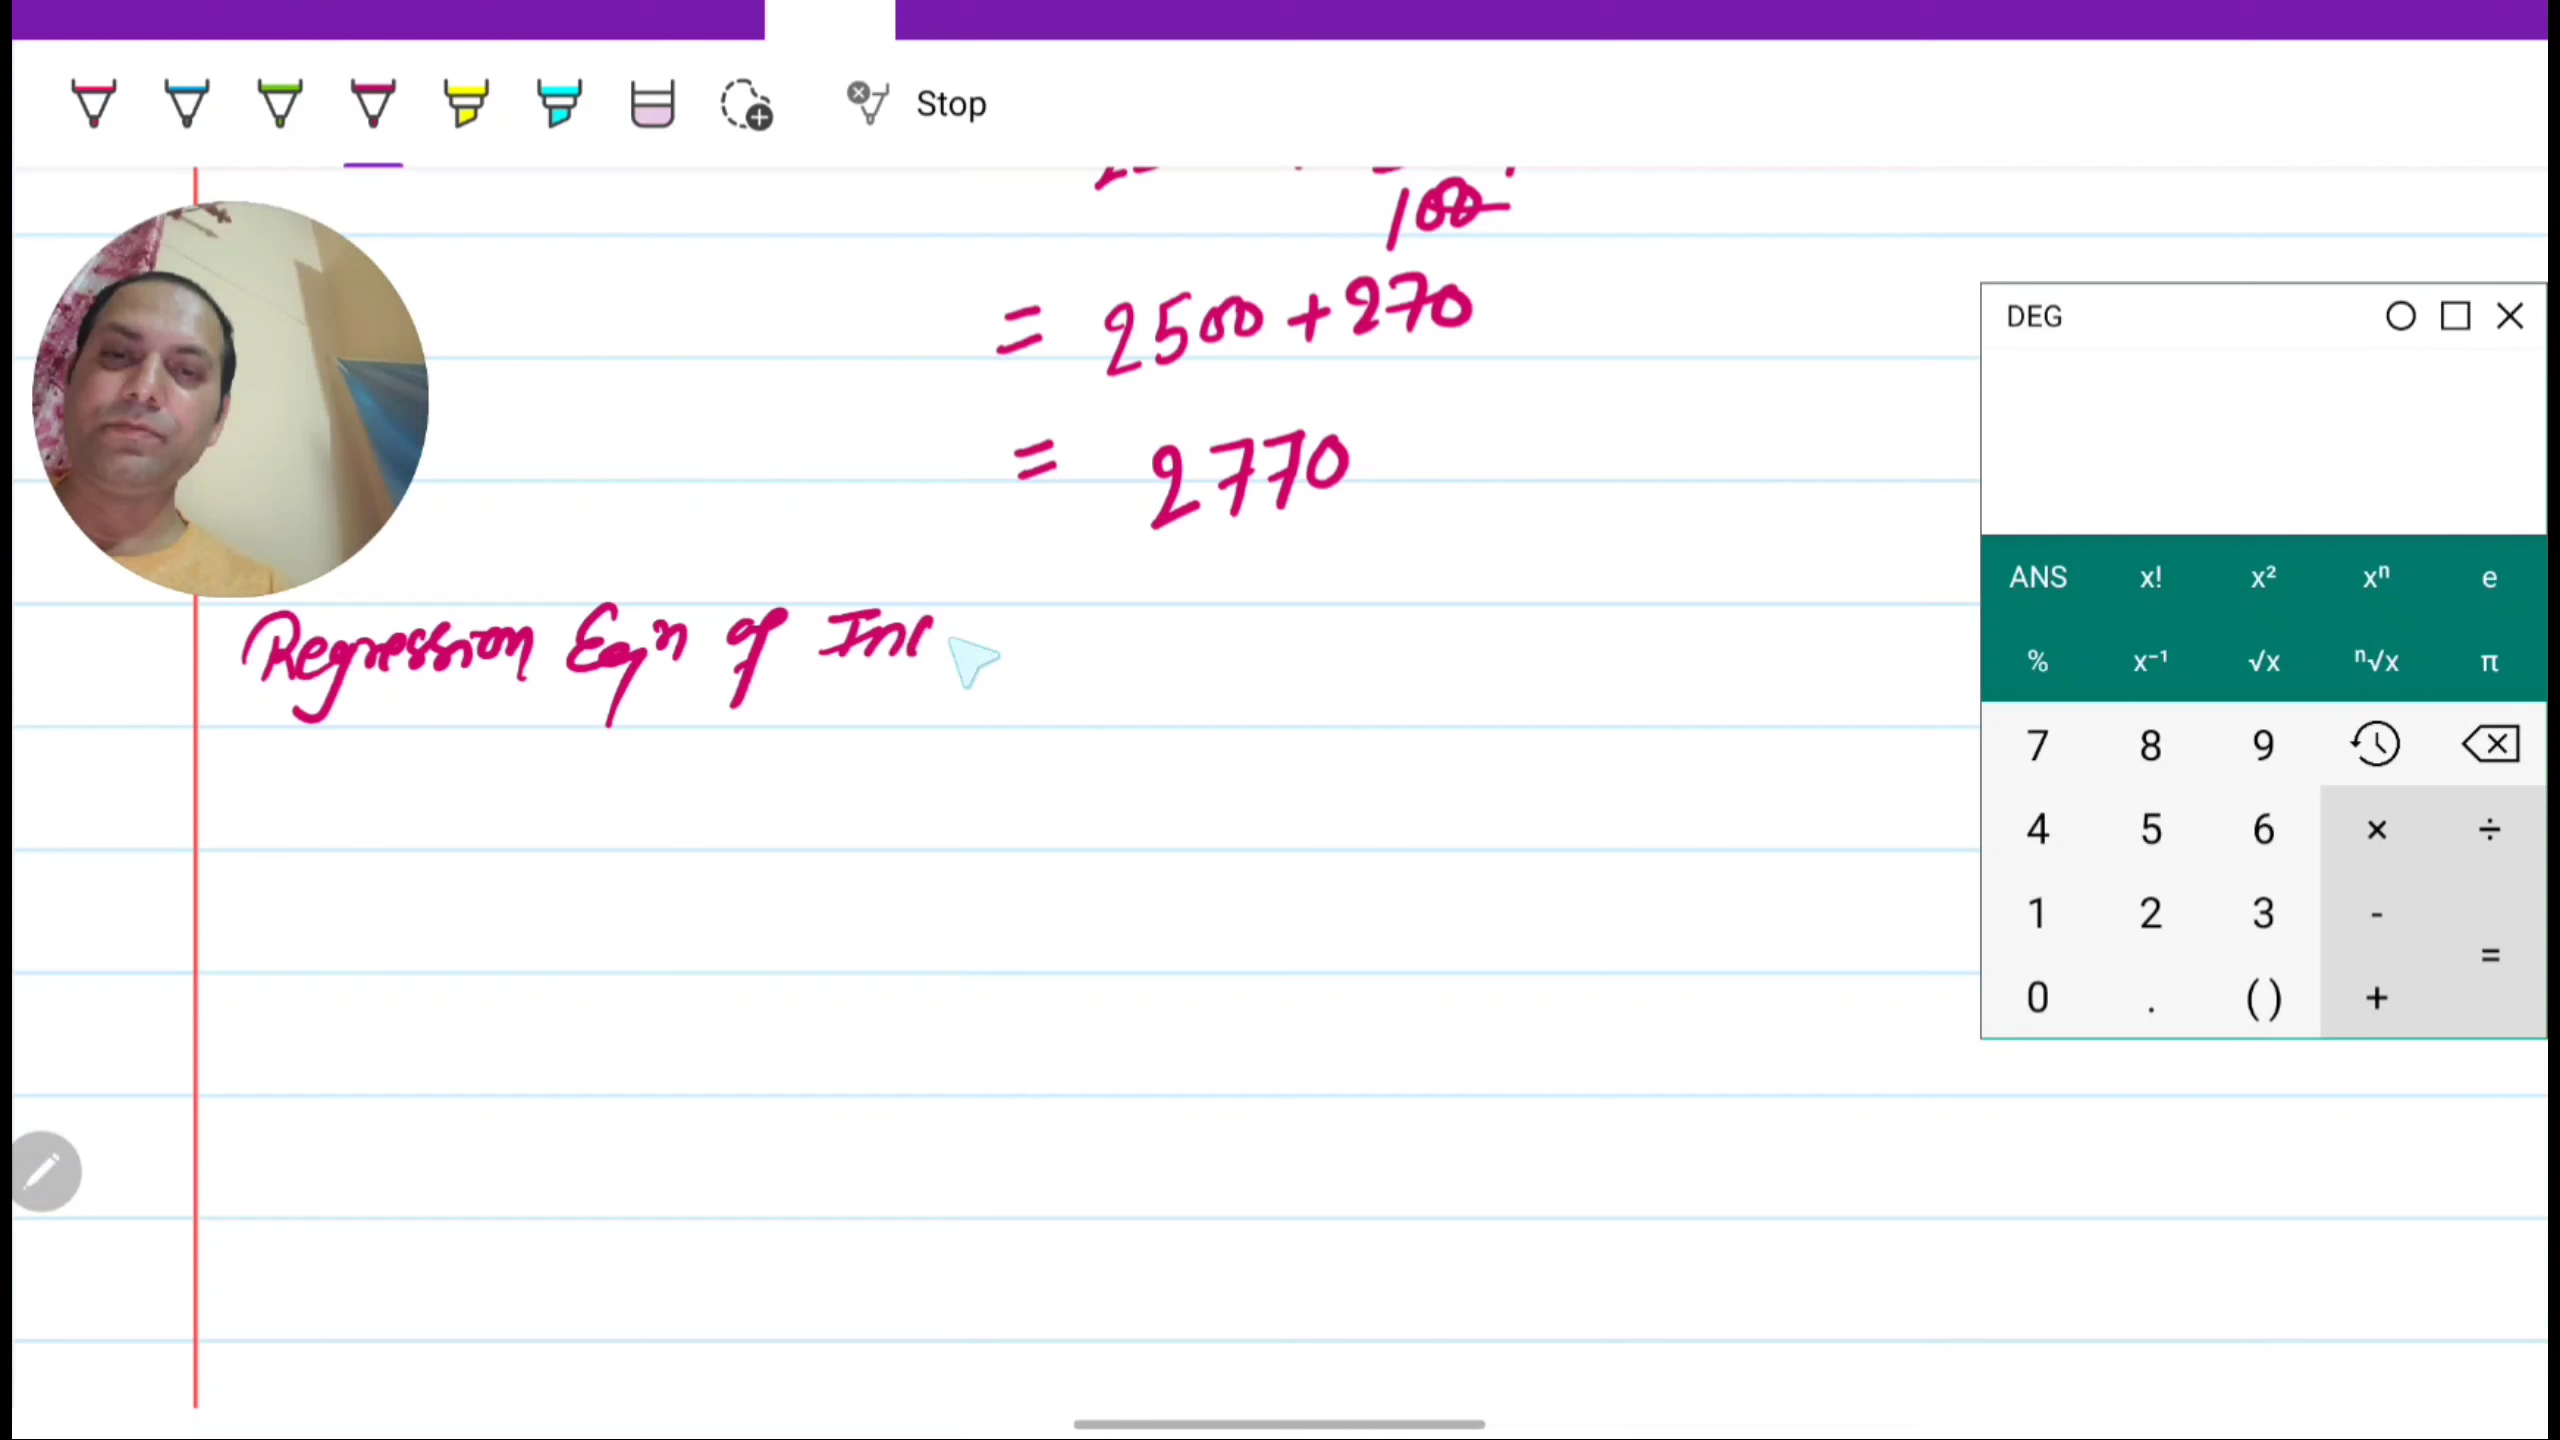 Stop
100
= 2500 + 270
= 2770
Regression Eqn of Inc
DEG
ANS x! x² xⁿ e
% x⁻¹ √x ⁿ√x π
7 8 9
4 5 6 × ÷
1 2 3 - =
0 . ( ) +